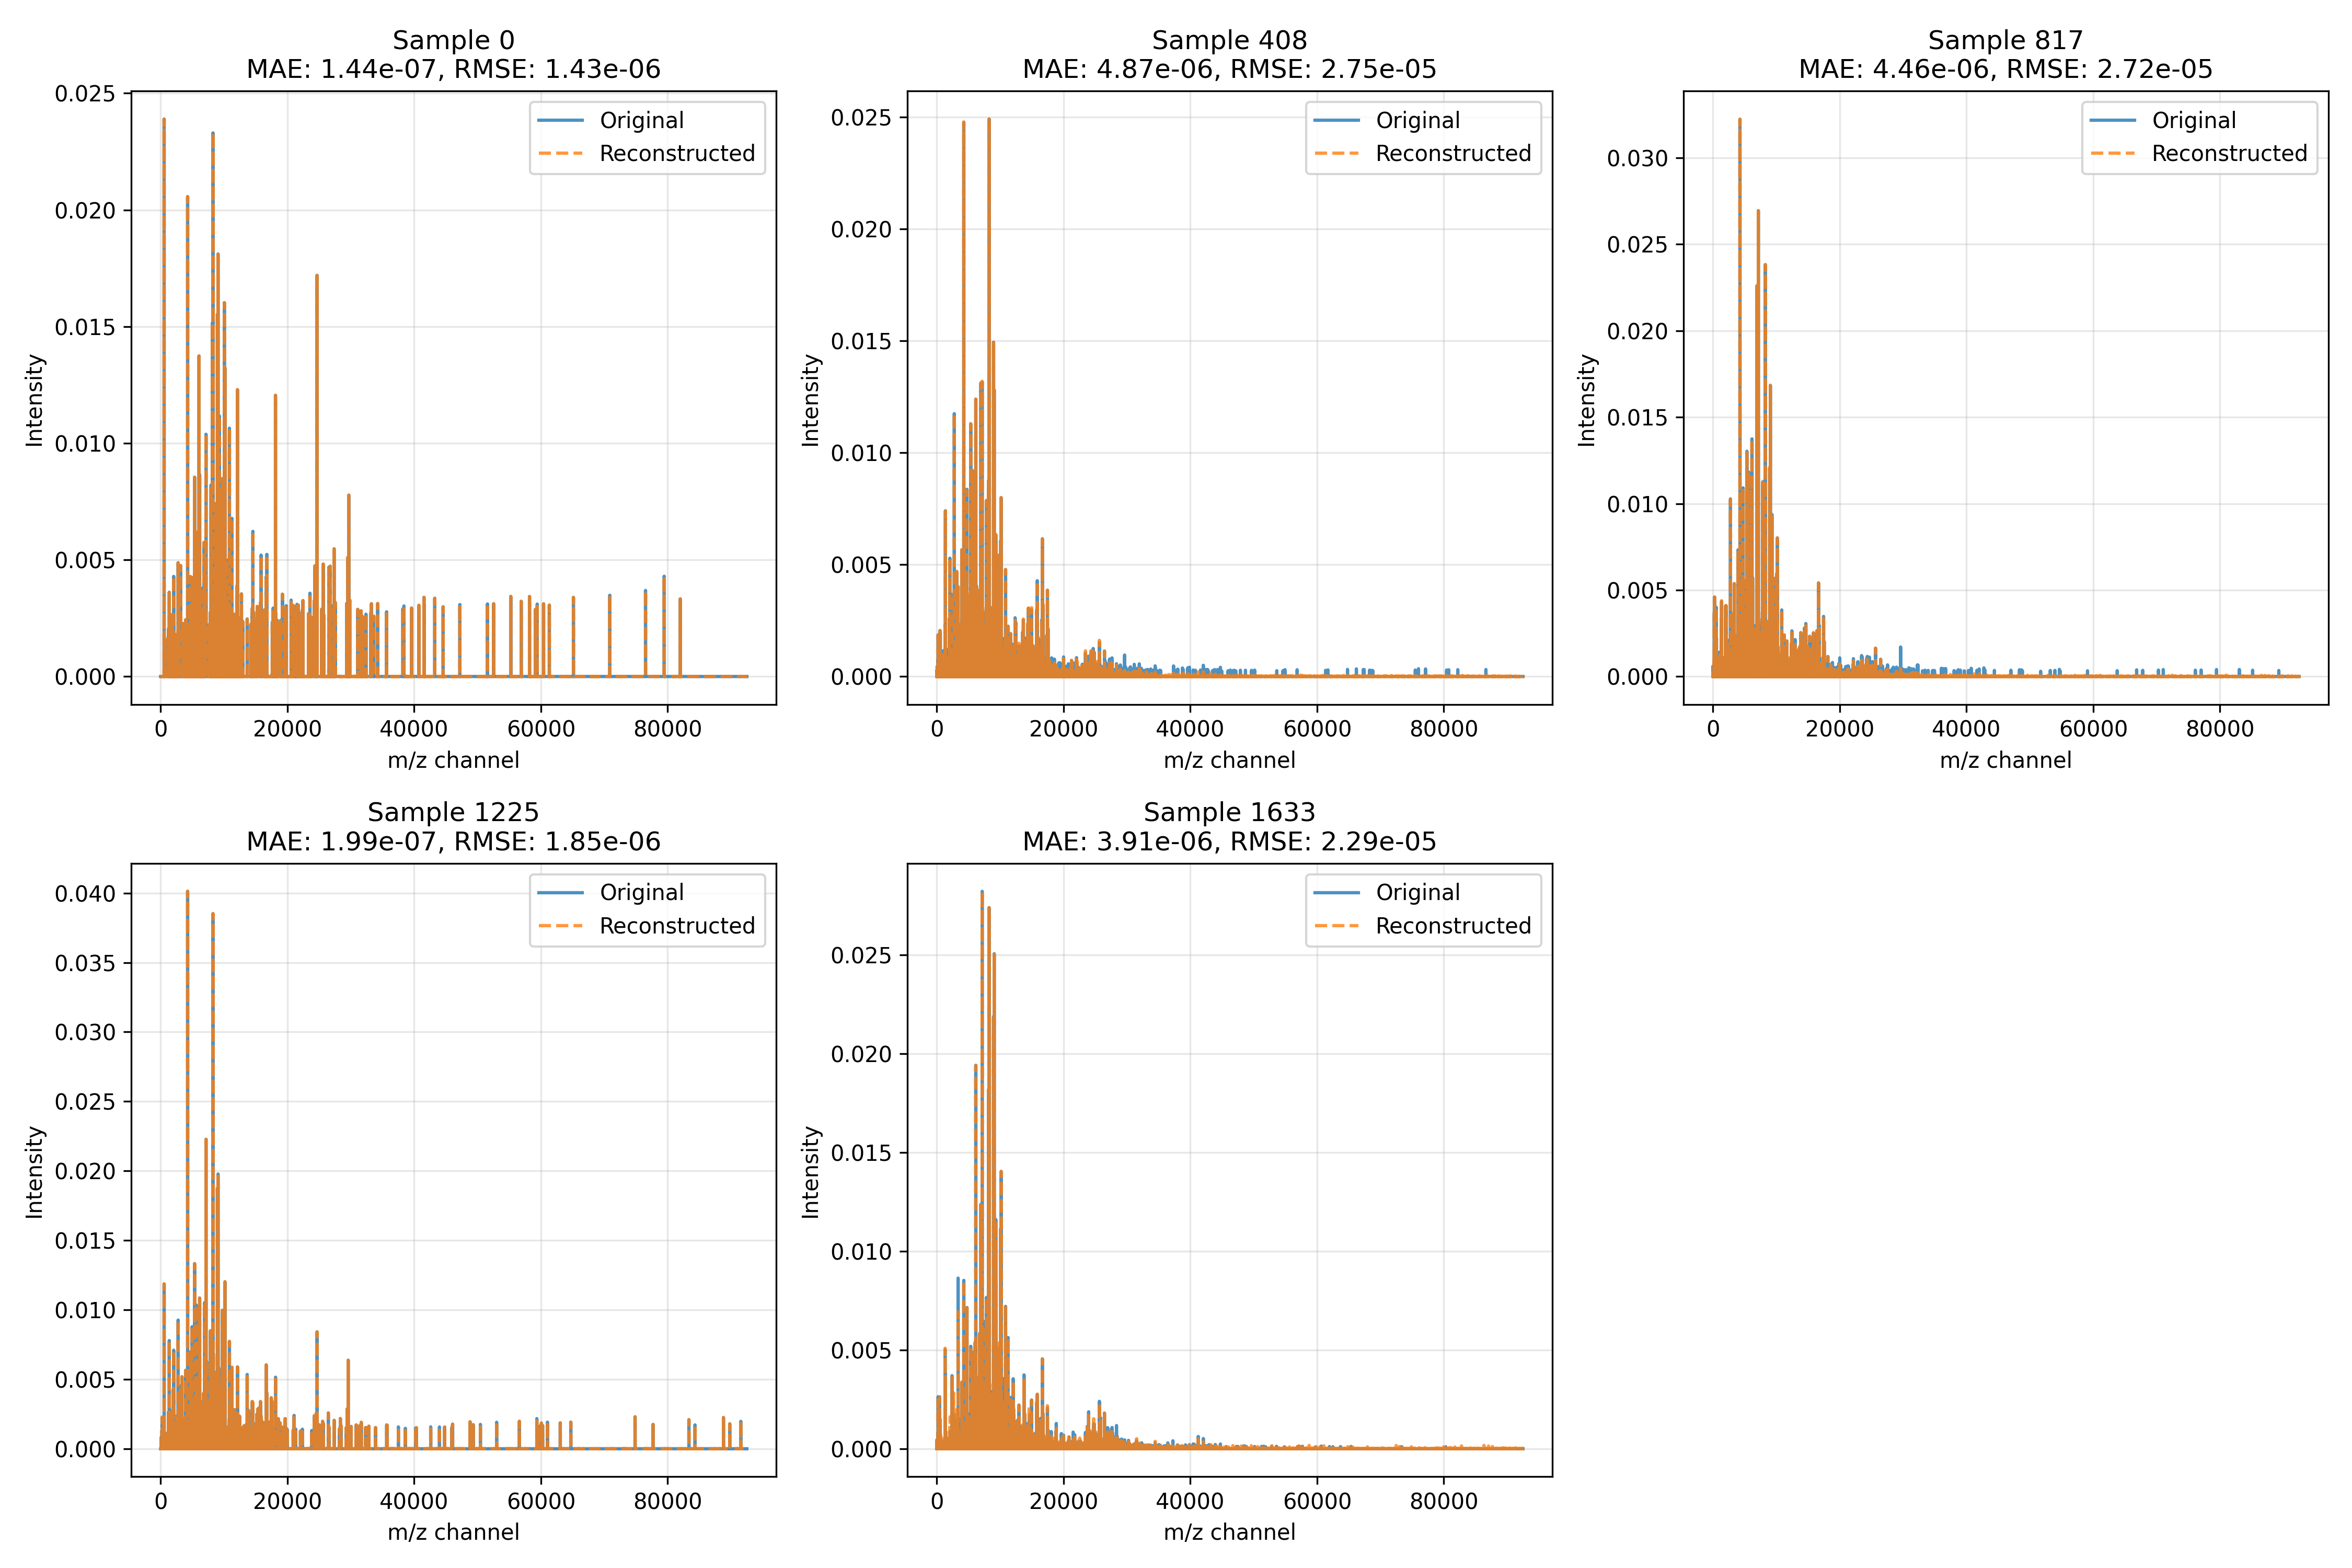 Sample 0
MAE: 1.44e-07, RMSE: 1.43e-06
Original
Reconstructed
Intensity
0.025
0.020
0.015
0.010
0.005
0.000
0
20000
40000
60000
80000
m/z channel
Sample 408
MAE: 4.87e-06, RMSE: 2.75e-05
Original
Reconstructed
Intensity
0.025
0.020
0.015
0.010
0.005
0.000
0
20000
40000
60000
80000
m/z channel
Sample 817
MAE: 4.46e-06, RMSE: 2.72e-05
Original
Reconstructed
Intensity
0.030
0.025
0.020
0.015
0.010
0.005
0.000
0
20000
40000
60000
80000
m/z channel
Sample 1225
MAE: 1.99e-07, RMSE: 1.85e-06
Original
Reconstructed
Intensity
0.040
0.035
0.030
0.025
0.020
0.015
0.010
0.005
0.000
0
20000
40000
60000
80000
m/z channel
Sample 1633
MAE: 3.91e-06, RMSE: 2.29e-05
Original
Reconstructed
Intensity
0.025
0.020
0.015
0.010
0.005
0.000
0
20000
40000
60000
80000
m/z channel